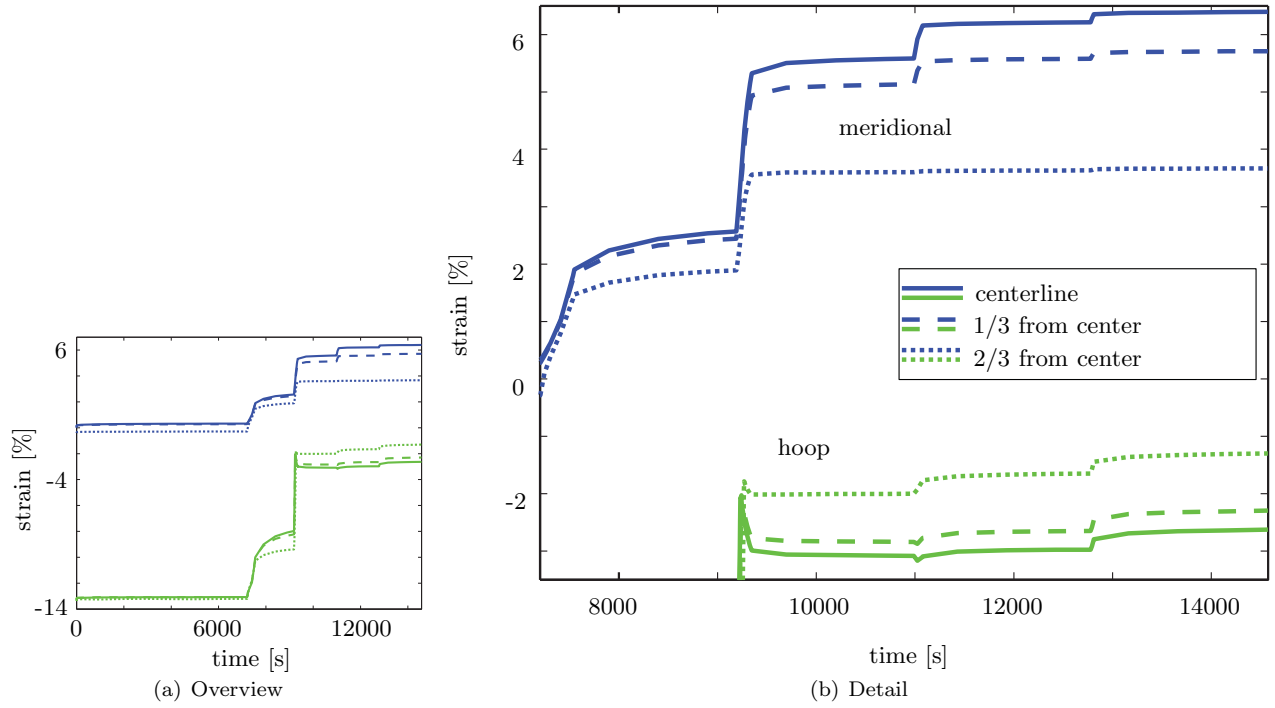 6
-4
-14
strain [%]
0
6000
12000
time [s]
(a) Overview
6
4
2
0
-2
strain [%]
meridional
centerline
1/3 from center
2/3 from center
hoop
8000
10000
12000
14000
time [s]
(b) Detail